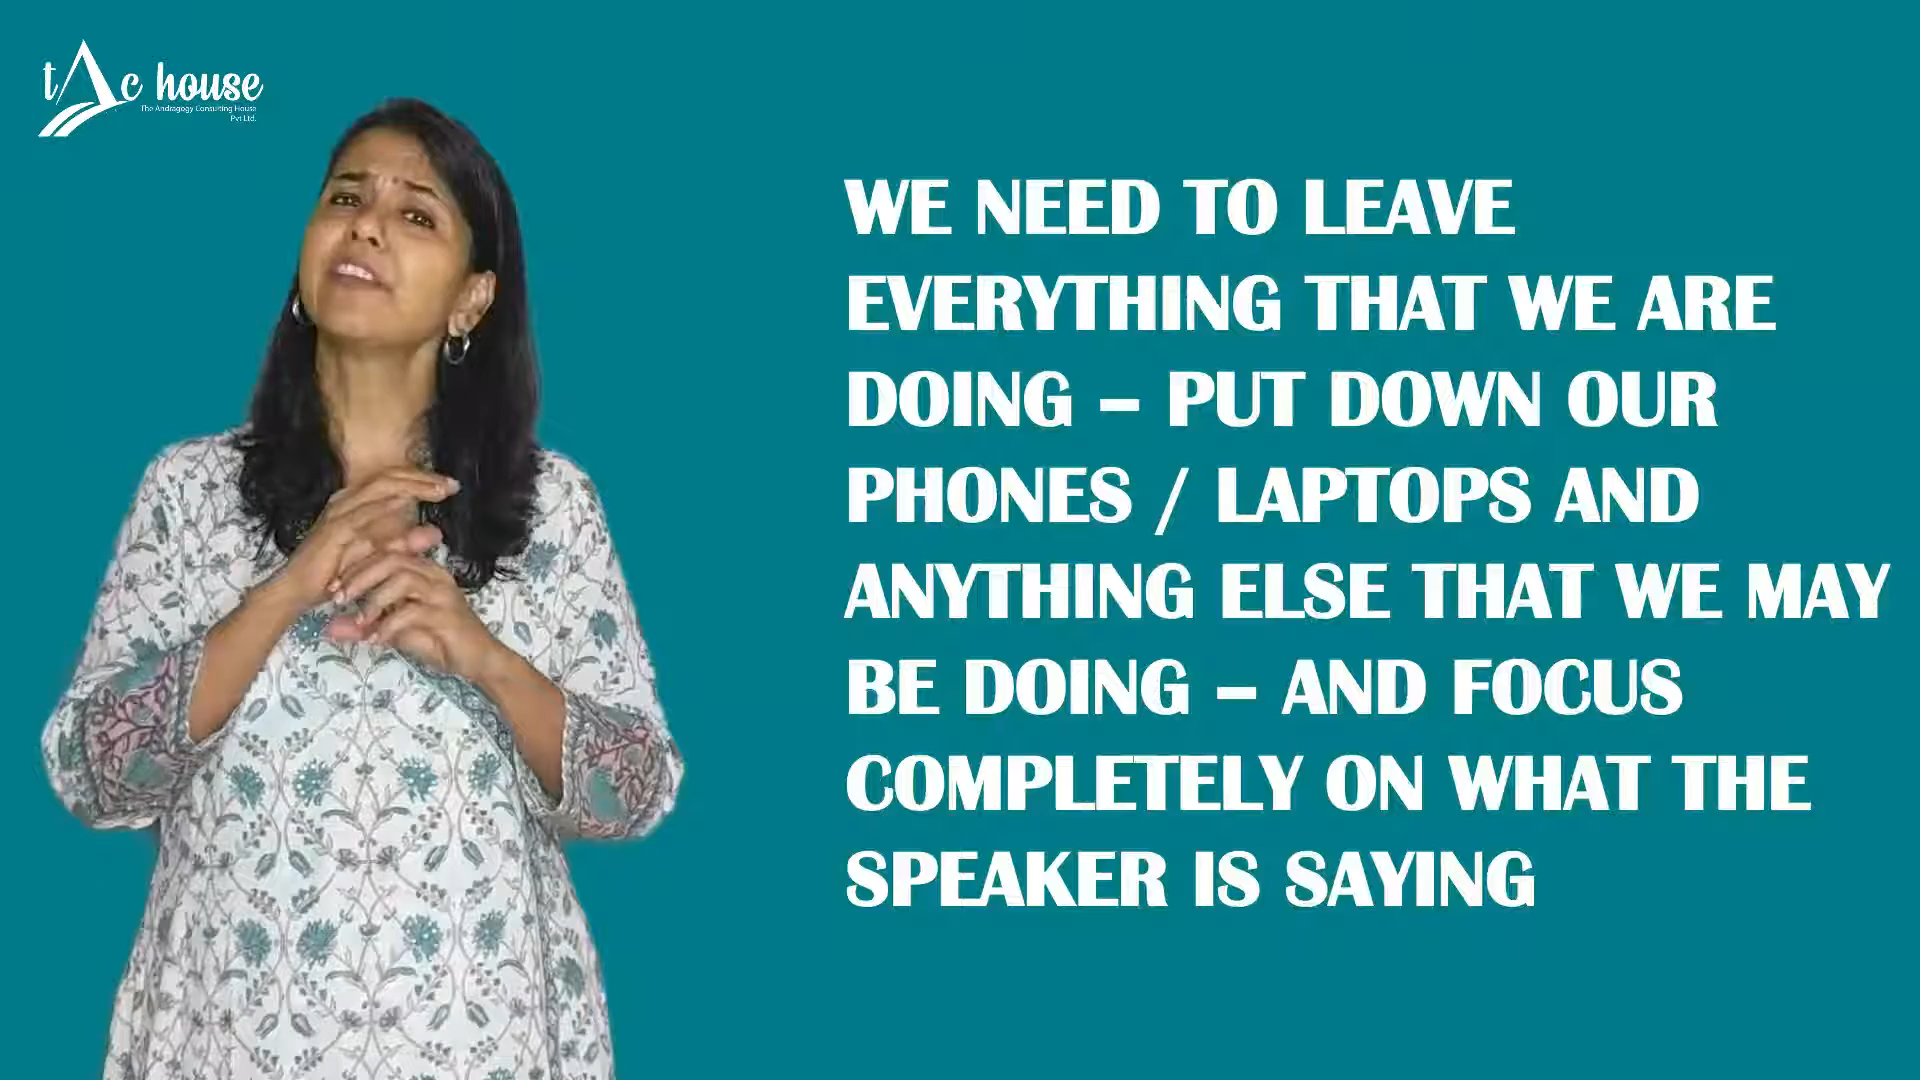 tAc house
The Andragogy Consulting House
Pvt Ltd.
WE NEED TO LEAVE
EVERYTHING THAT WE ARE
DOING – PUT DOWN OUR
PHONES / LAPTOPS AND
ANYTHING ELSE THAT WE MAY
BE DOING – AND FOCUS
COMPLETELY ON WHAT THE
SPEAKER IS SAYING